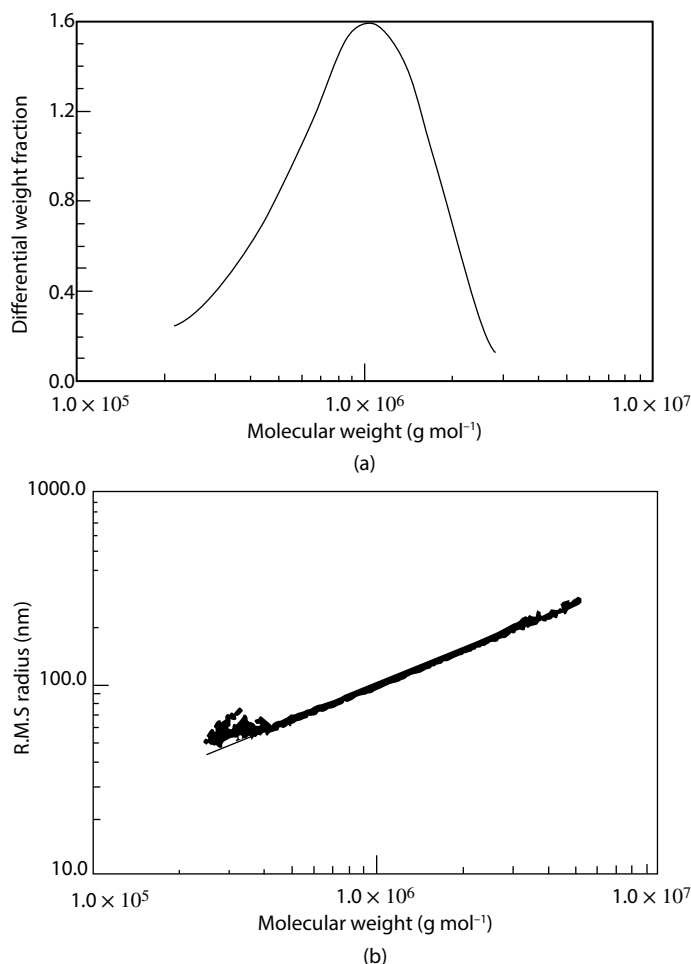 1.6
1.2
0.8
0.4
0.0
Differential weight fraction
1.0 × 10⁵
1.0 × 10⁶
1.0 × 10⁷
Molecular weight (g mol⁻¹)
(a)
1000.0
100.0
10.0
R.M.S radius (nm)
1.0 × 10⁵
1.0 × 10⁶
1.0 × 10⁷
Molecular weight (g mol⁻¹)
(b)